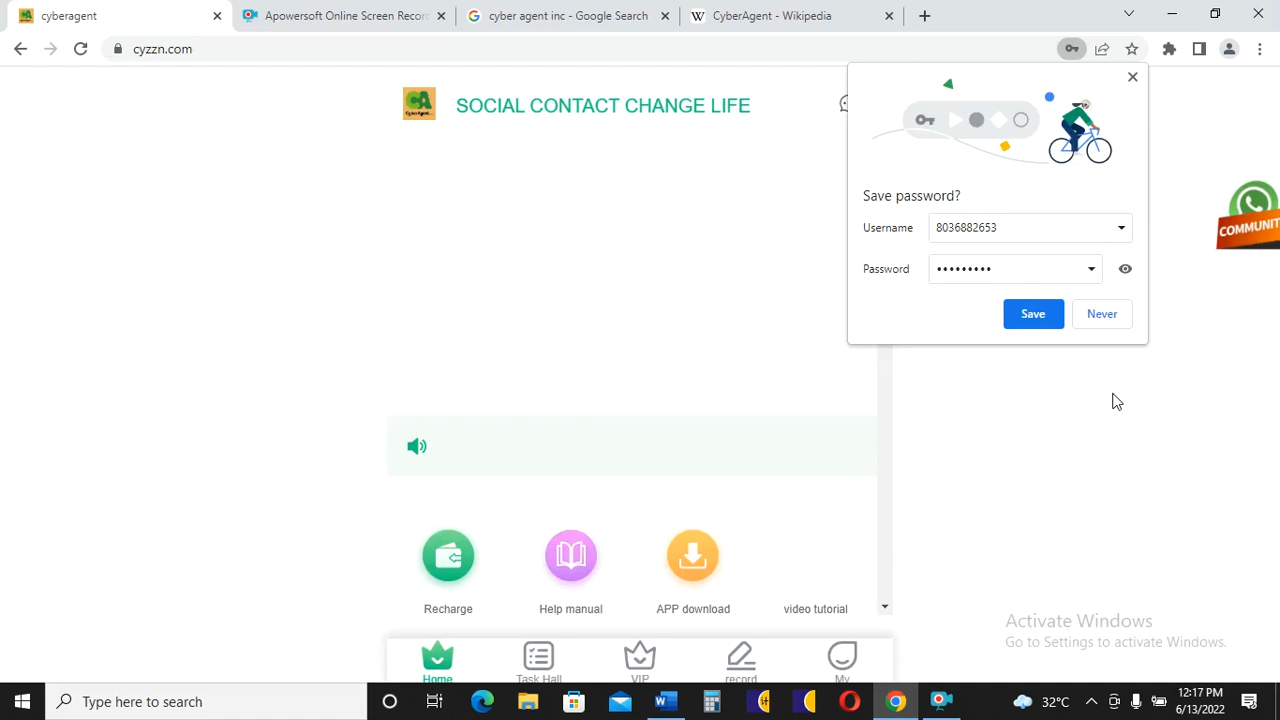 cyberagent
Apowersoft Online Screen Recor
cyber agent inc - Google Search
CyberAgent - Wikipedia
cyzzn.com
CA
CyberAgent...
SOCIAL CONTACT CHANGE LIFE
Save password?
Username
8036882653
Password
•••••••••
Save
Never
COMMUNIT
Recharge
Help manual
APP download
video tutorial
Activate Windows
Go to Settings to activate Windows.
Home
Task Hall
VIP
record
My
Type here to search
32°C
12:17 PM
6/13/2022